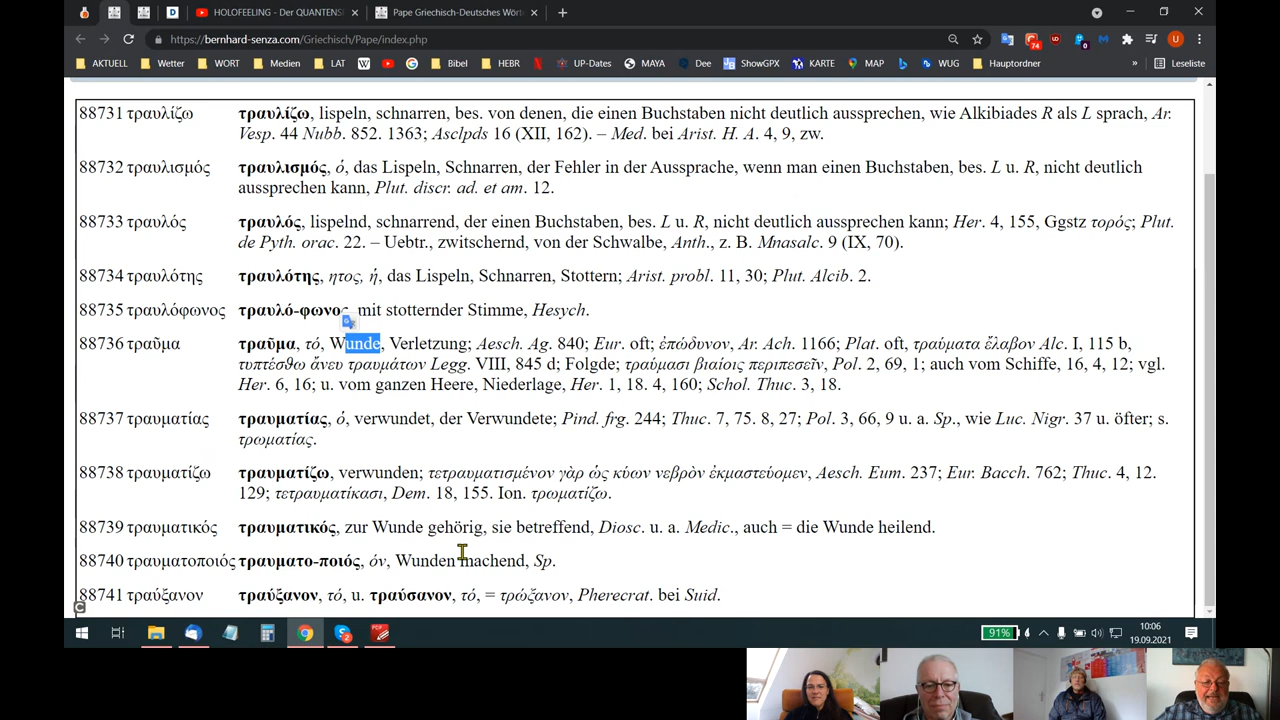 HOLOFEELING - Der QUANTENS
Pape Griechisch-Deutsches Wört
https://bernhard-senza.com/Griechisch/Pape/index.php
74
0
AKTUELL Wetter WORT Medien LAT Bibel HEBR UP-Dates MAYA Dee ShowGPX KARTE MAP WUG Hauptordner » Leseliste
88731 τραυλίζω τραυλίζω, lispeln, schnarren, bes. von denen, die einen Buchstaben nicht deutlich aussprechen, wie Alkibiades R als L sprach, Ar.
Vesp. 44 Nubb. 852. 1363; Asclpds 16 (XII, 162). – Med. bei Arist. H. A. 4, 9, zw.
88732 τραυλισμός τραυλισμός, ὁ, das Lispeln, Schnarren, der Fehler in der Aussprache, wenn man einen Buchstaben, bes. L u. R, nicht deutlich
aussprechen kann, Plut. discr. ad. et am. 12.
88733 τραυλός τραυλός, lispelnd, schnarrend, der einen Buchstaben, bes. L u. R, nicht deutlich aussprechen kann; Her. 4, 155, Ggstz τορός; Plut.
de Pyth. orac. 22. – Uebtr., zwitschernd, von der Schwalbe, Anth., z. B. Mnasalc. 9 (IX, 70).
88734 τραυλότης τραυλότης, ητος, ἡ, das Lispeln, Schnarren, Stottern; Arist. probl. 11, 30; Plut. Alcib. 2.
88735 τραυλόφωνος τραυλό-φωνος, mit stotternder Stimme, Hesych.
88736 τραῦμα τραῦμα, τό, Wunde, Verletzung; Aesch. Ag. 840; Eur. oft; ἐπώδυνον, Ar. Ach. 1166; Plat. oft, τραύματα ἔλαβον Alc. I, 115 b,
τυπτέσθω ἄνευ τραυμάτων Legg. VIII, 845 d; Folgde; τραύμασι βιαίοις περιπεσεῖν, Pol. 2, 69, 1; auch vom Schiffe, 16, 4, 12; vgl.
Her. 6, 16; u. vom ganzen Heere, Niederlage, Her. 1, 18. 4, 160; Schol. Thuc. 3, 18.
88737 τραυματίας τραυματίας, ὁ, verwundet, der Verwundete; Pind. frg. 244; Thuc. 7, 75. 8, 27; Pol. 3, 66, 9 u. a. Sp., wie Luc. Nigr. 37 u. öfter; s.
τρωματίας.
88738 τραυματίζω τραυματίζω, verwunden; τετραυματισμένον γὰρ ὡς κύων νεβρὸν ἐκμαστεύομεν, Aesch. Eum. 237; Eur. Bacch. 762; Thuc. 4, 12.
129; τετραυματίκασι, Dem. 18, 155. Ion. τρωματίζω.
88739 τραυματικός τραυματικός, zur Wunde gehörig, sie betreffend, Diosc. u. a. Medic., auch = die Wunde heilend.
88740 τραυματοποιός τραυματο-ποιός, όν, Wunden machend, Sp.
88741 τραύξανον τραύξανον, τό, u. τραύσανον, τό, = τρώξανον, Pherecrat. bei Suid.
91%
10:06
19.09.2021